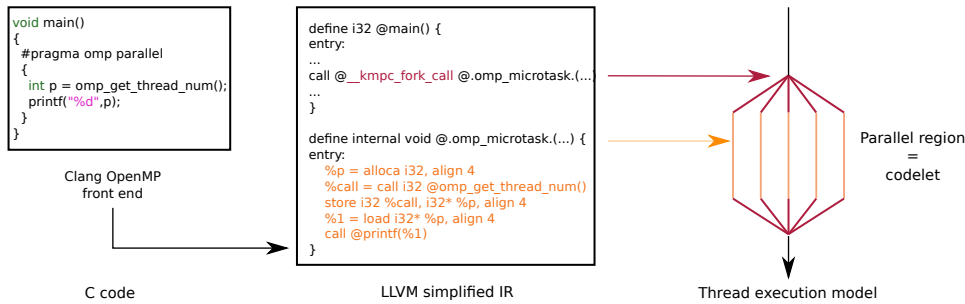 void main()
{
#pragma omp parallel
{
int p = omp_get_thread_num();
printf("%d",p);
}
}
Clang OpenMP
front end
C code
define i32 @main() {
entry:
...
call @__kmpc_fork_call @.omp_microtask.(...)
...
}
define internal void @.omp_microtask.(...) {
entry:
%p = alloca i32, align 4
%call = call i32 @omp_get_thread_num()
store i32 %call, i32* %p, align 4
%1 = load i32* %p, align 4
call @printf(%1)
}
LLVM simplified IR
Parallel region
=
codelet
Thread execution model